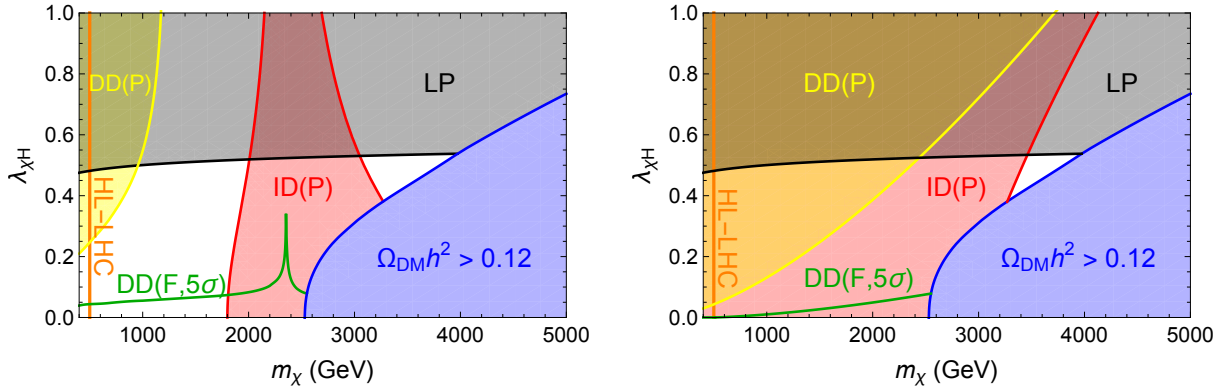 1.0
0.8
0.6
0.4
0.2
0.0
λχH
DD(P)
LP
ID(P)
HL-LHC
ΩDMh² > 0.12
DD(F,5σ)
1000
2000
3000
4000
5000
mχ (GeV)
1.0
0.8
0.6
0.4
0.2
0.0
λχH
DD(P)
LP
ID(P)
HL-LHC
ΩDMh² > 0.12
DD(F,5σ)
1000
2000
3000
4000
5000
mχ (GeV)